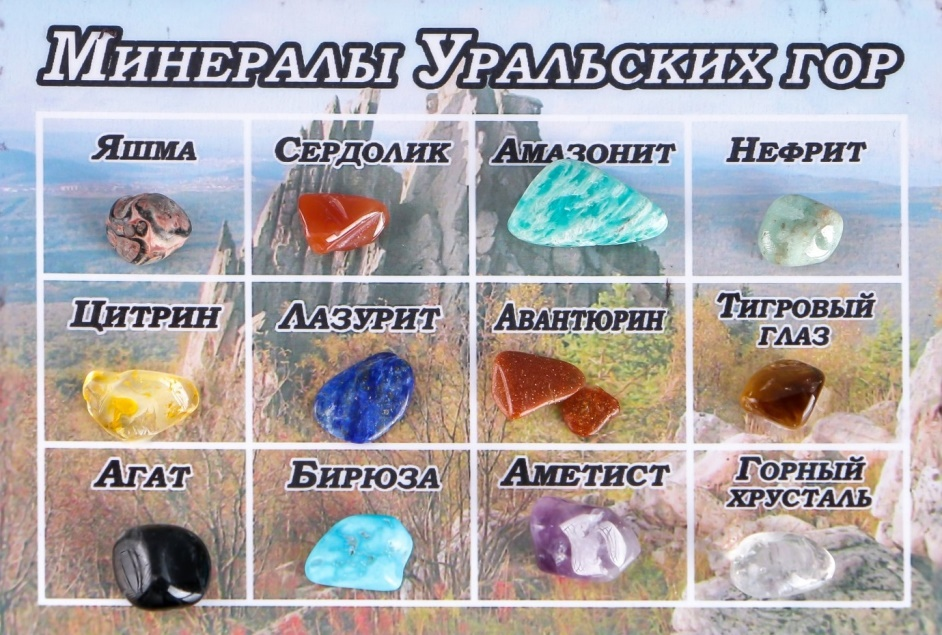 Минералы Уральских гор
Яшма Сердолик Амазонит Нефрит
Цитрин Лазурит Авантюрин Тигровый
глаз
Агат Бирюза Аметист Горный
хрусталь